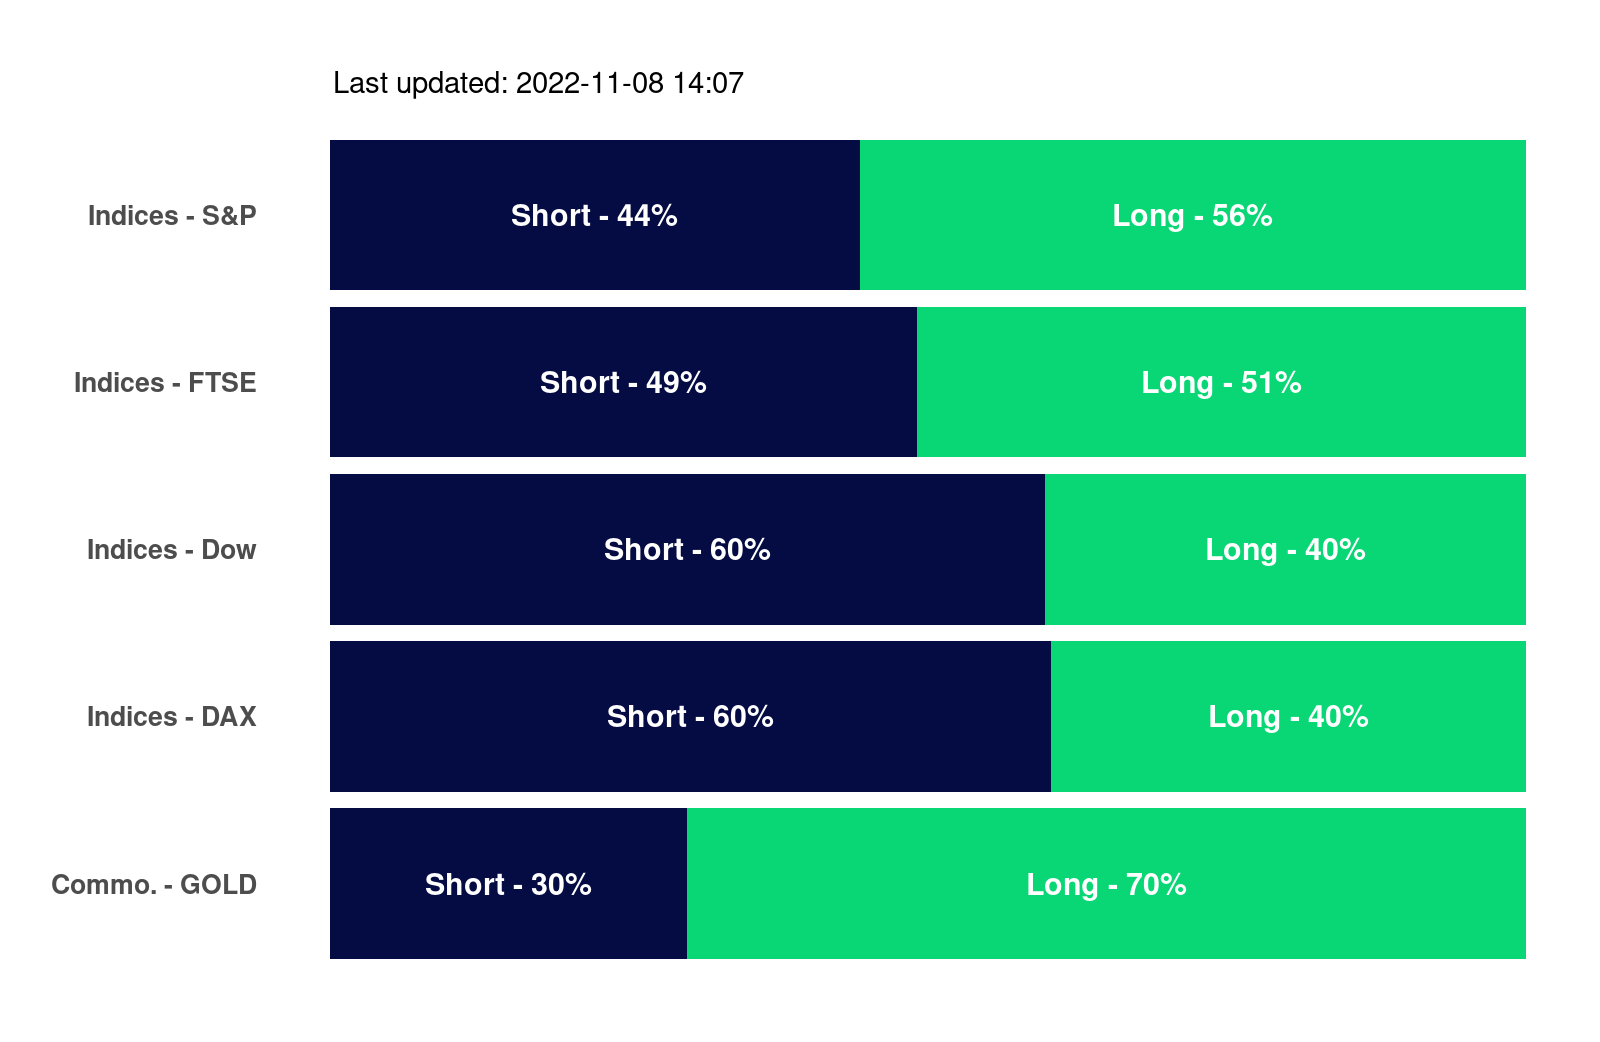 Last updated: 2022-11-08 14:07
Indices - S&P Short - 44% Long - 56%
Indices - FTSE Short - 49% Long - 51%
Indices - Dow Short - 60% Long - 40%
Indices - DAX Short - 60% Long - 40%
Commo. - GOLD Short - 30% Long - 70%